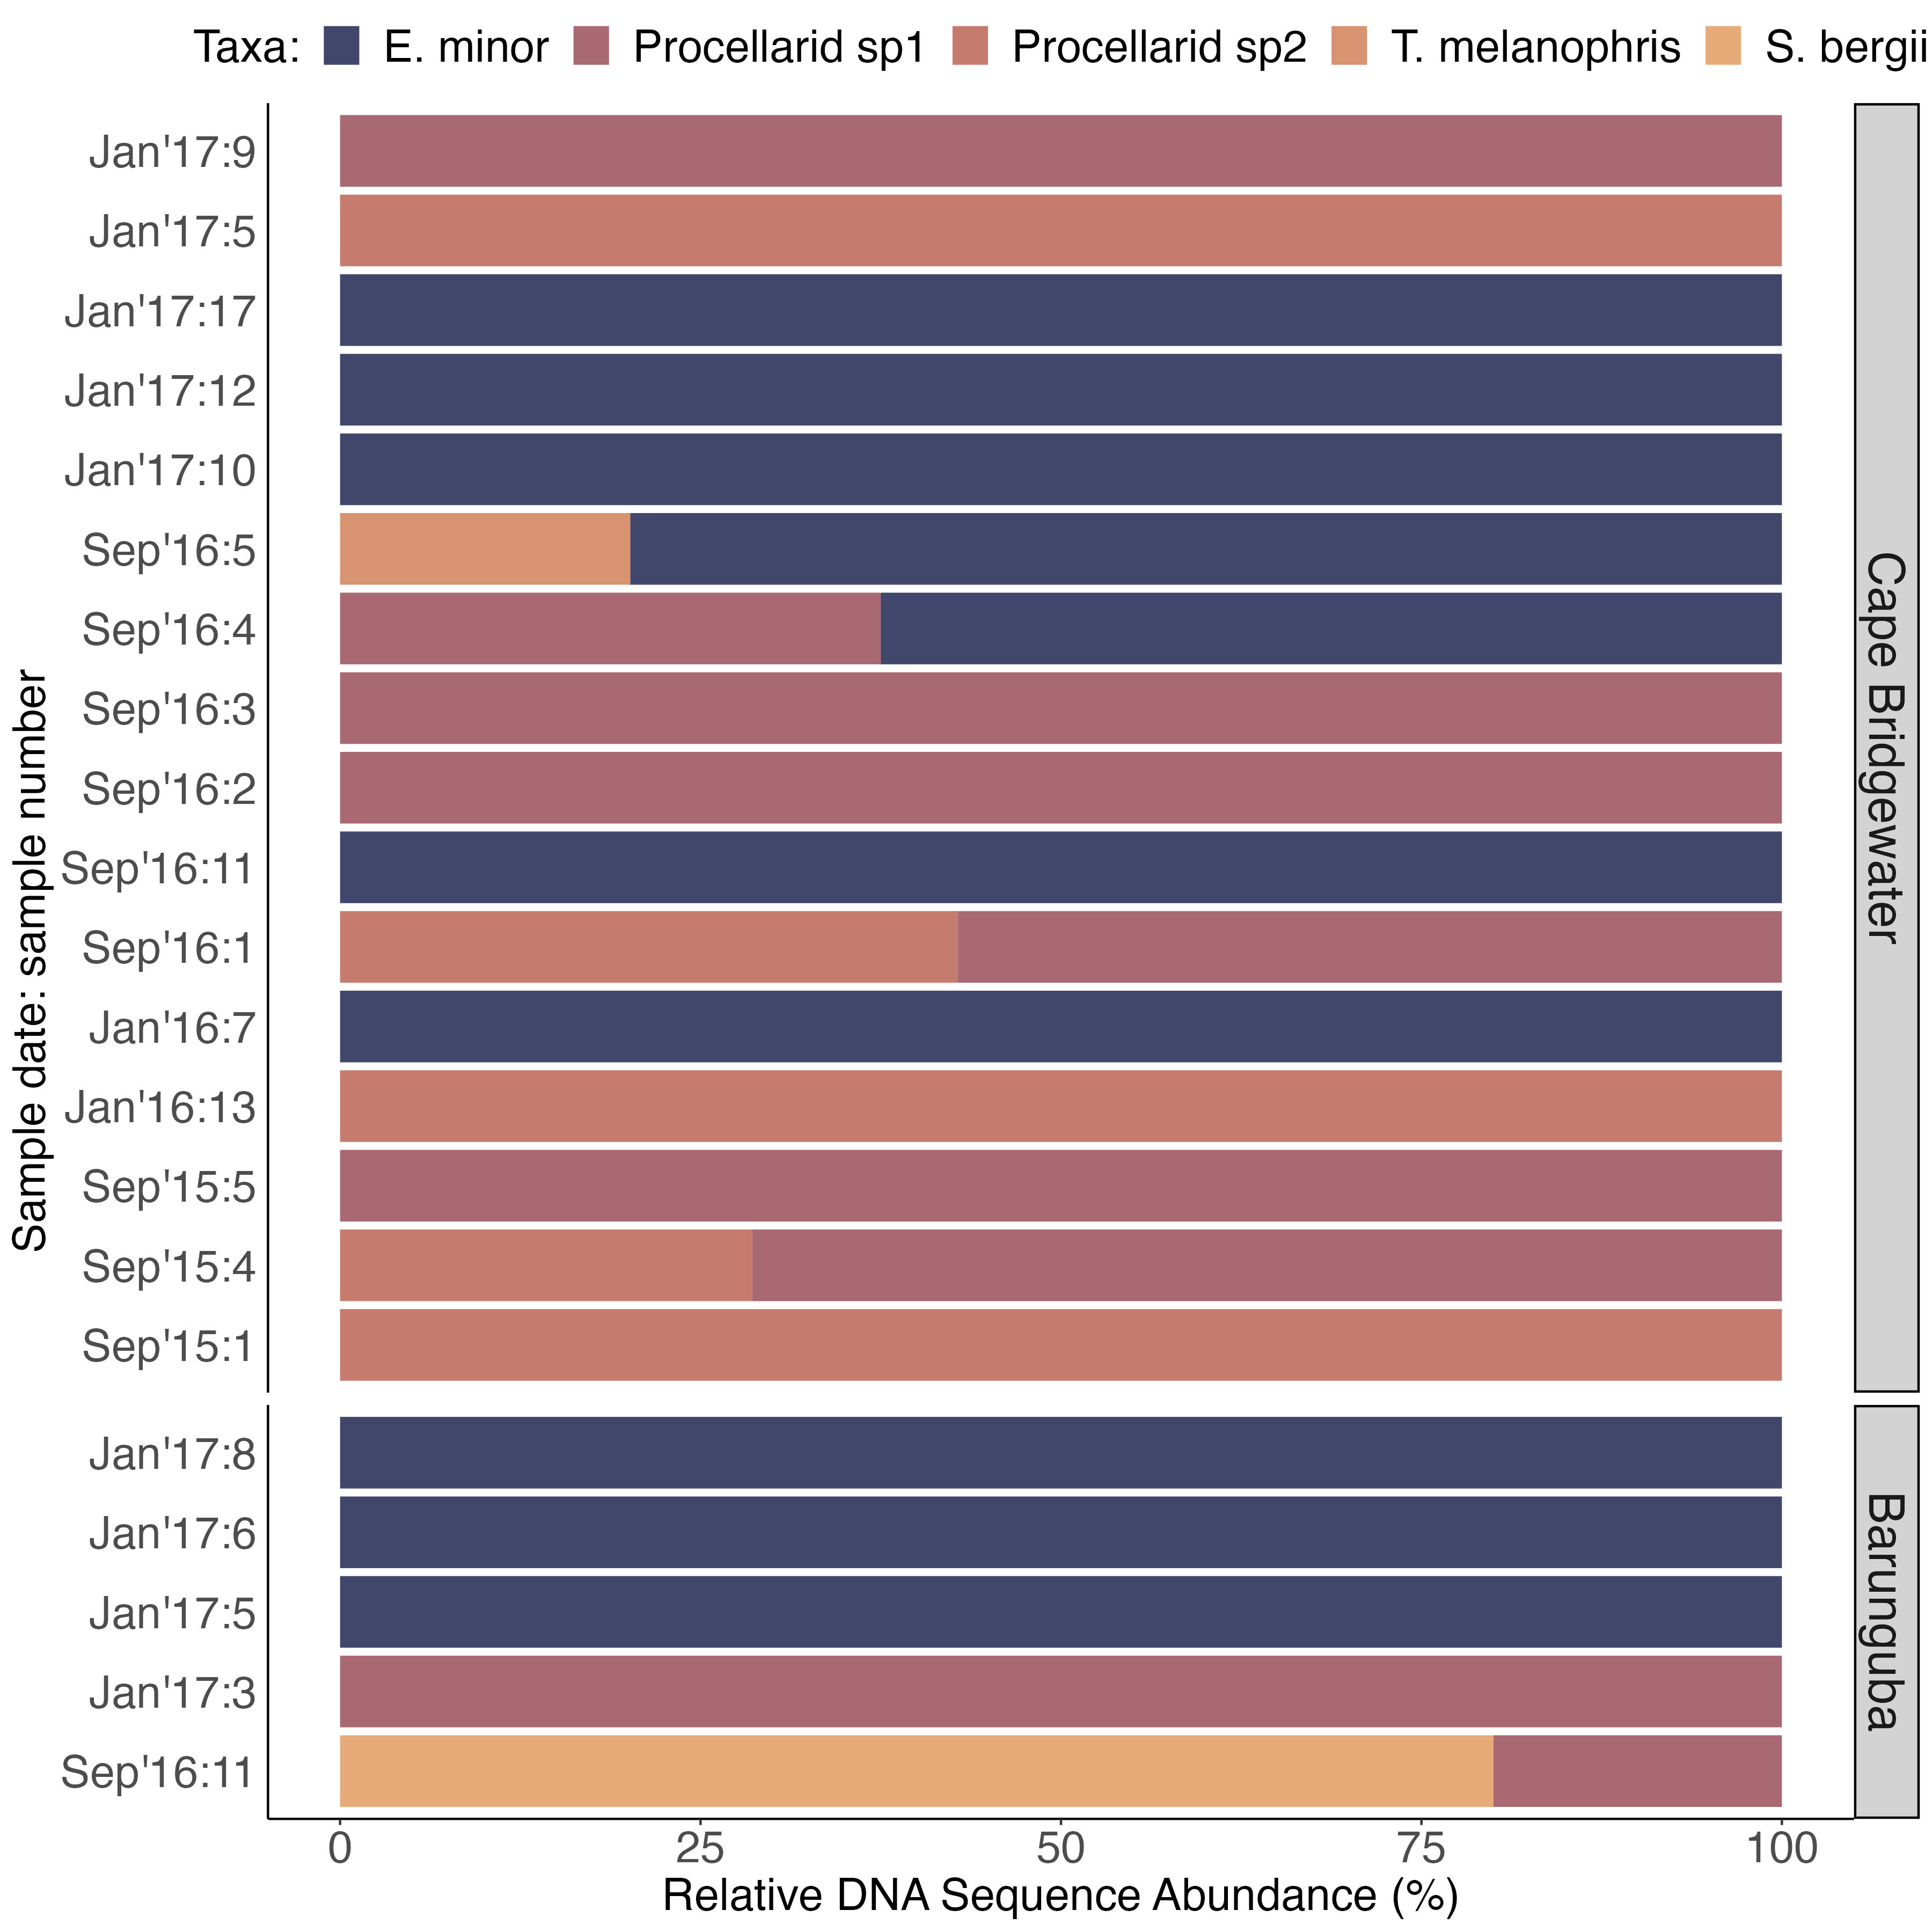 Taxa: E. minor Procellarid sp1 Procellarid sp2 T. melanophris S. bergii
Jan'17:9
Jan'17:5
Jan'17:17
Jan'17:12
Jan'17:10
Sep'16:5
Sep'16:4
Sep'16:3
Sep'16:2
Sep'16:11
Sep'16:1
Jan'16:7
Jan'16:13
Sep'15:5
Sep'15:4
Sep'15:1
Cape Bridgewater
Jan'17:8
Jan'17:6
Jan'17:5
Jan'17:3
Sep'16:11
Barunguba
Sample date: sample number
0 25 50 75 100
Relative DNA Sequence Abundance (%)